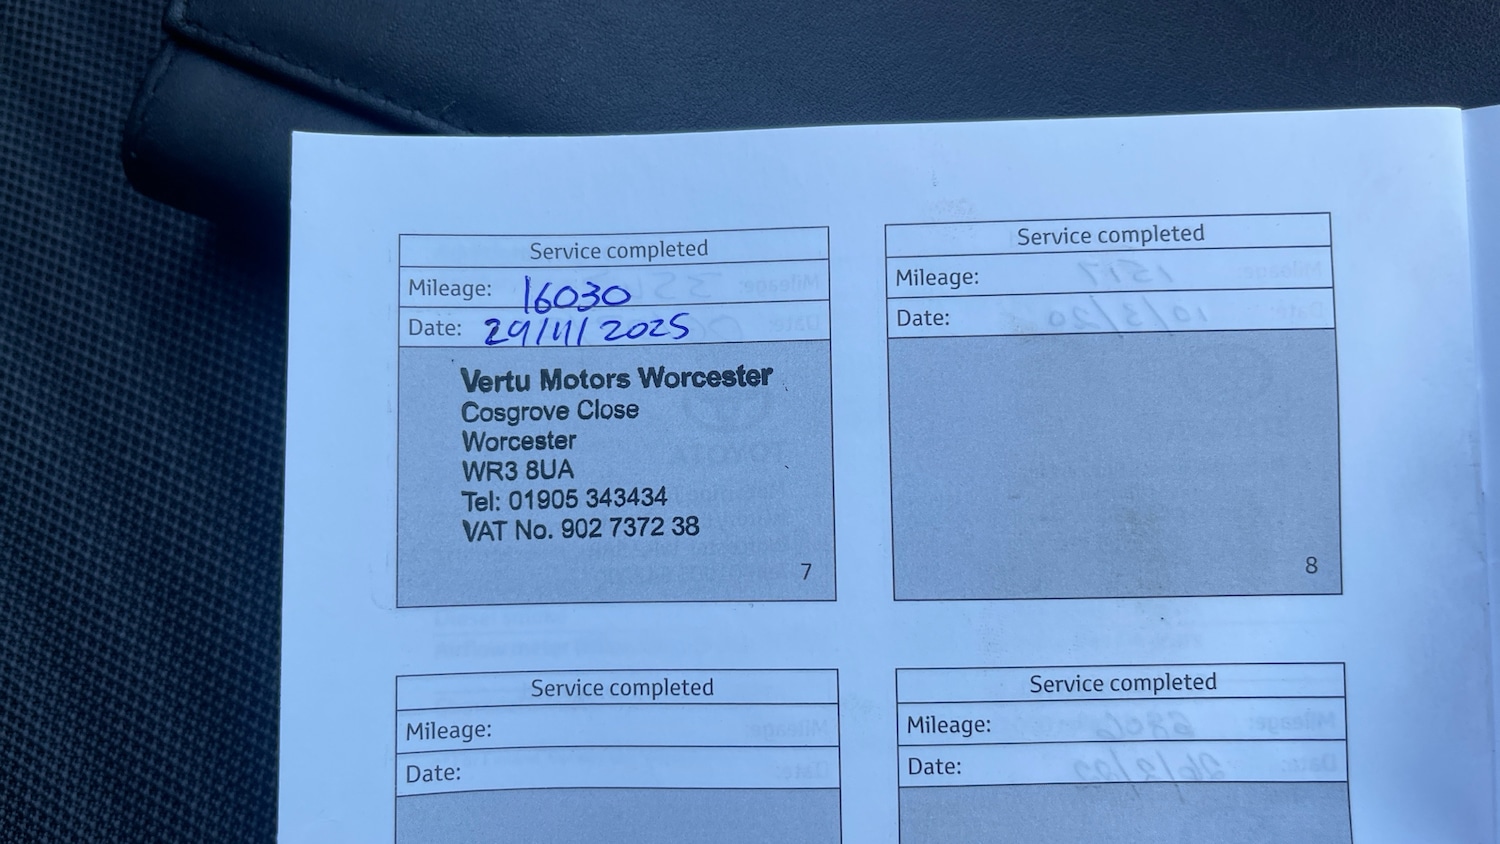 Service completed
Mileage: 16030
Date: 29/11/2025
Vertu Motors Worcester
Cosgrove Close
Worcester
WR3 8UA
Tel: 01905 343434
VAT No. 902 7372 38
7
Service completed
Mileage:
Date:
8
Service completed
Mileage:
Date:
Service completed
Mileage:
Date: